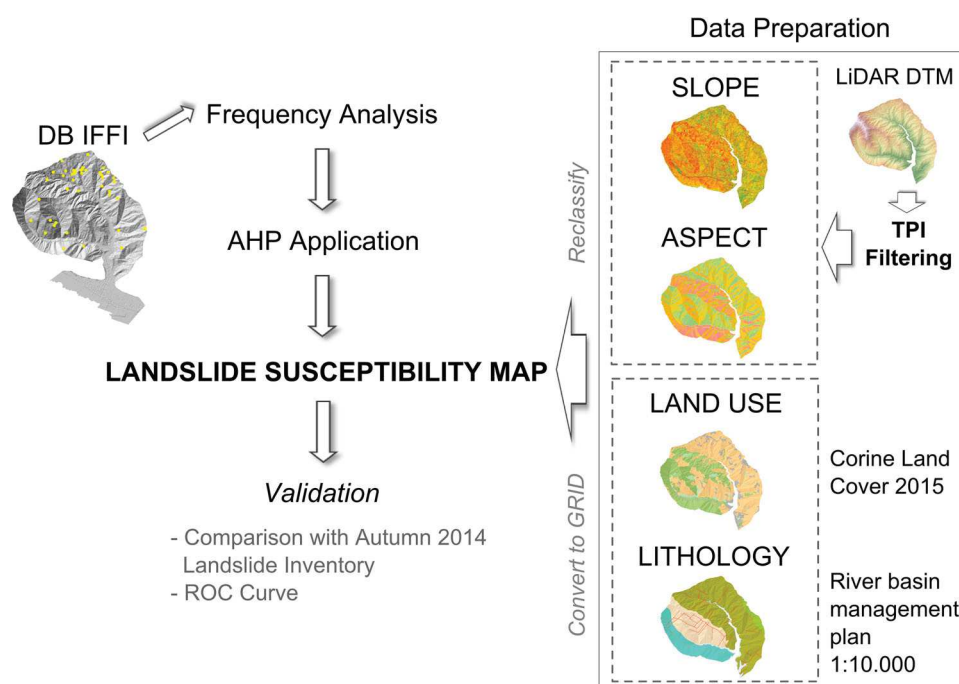 Data Preparation
DB IFFI
Frequency Analysis
AHP Application
LANDSLIDE SUSCEPTIBILITY MAP
Validation
- Comparison with Autumn 2014
Landslide Inventory
- ROC Curve
Reclassify
Convert to GRID
SLOPE
ASPECT
LiDAR DTM
TPI
Filtering
LAND USE
Corine Land
Cover 2015
LITHOLOGY
River basin
management
plan
1:10.000